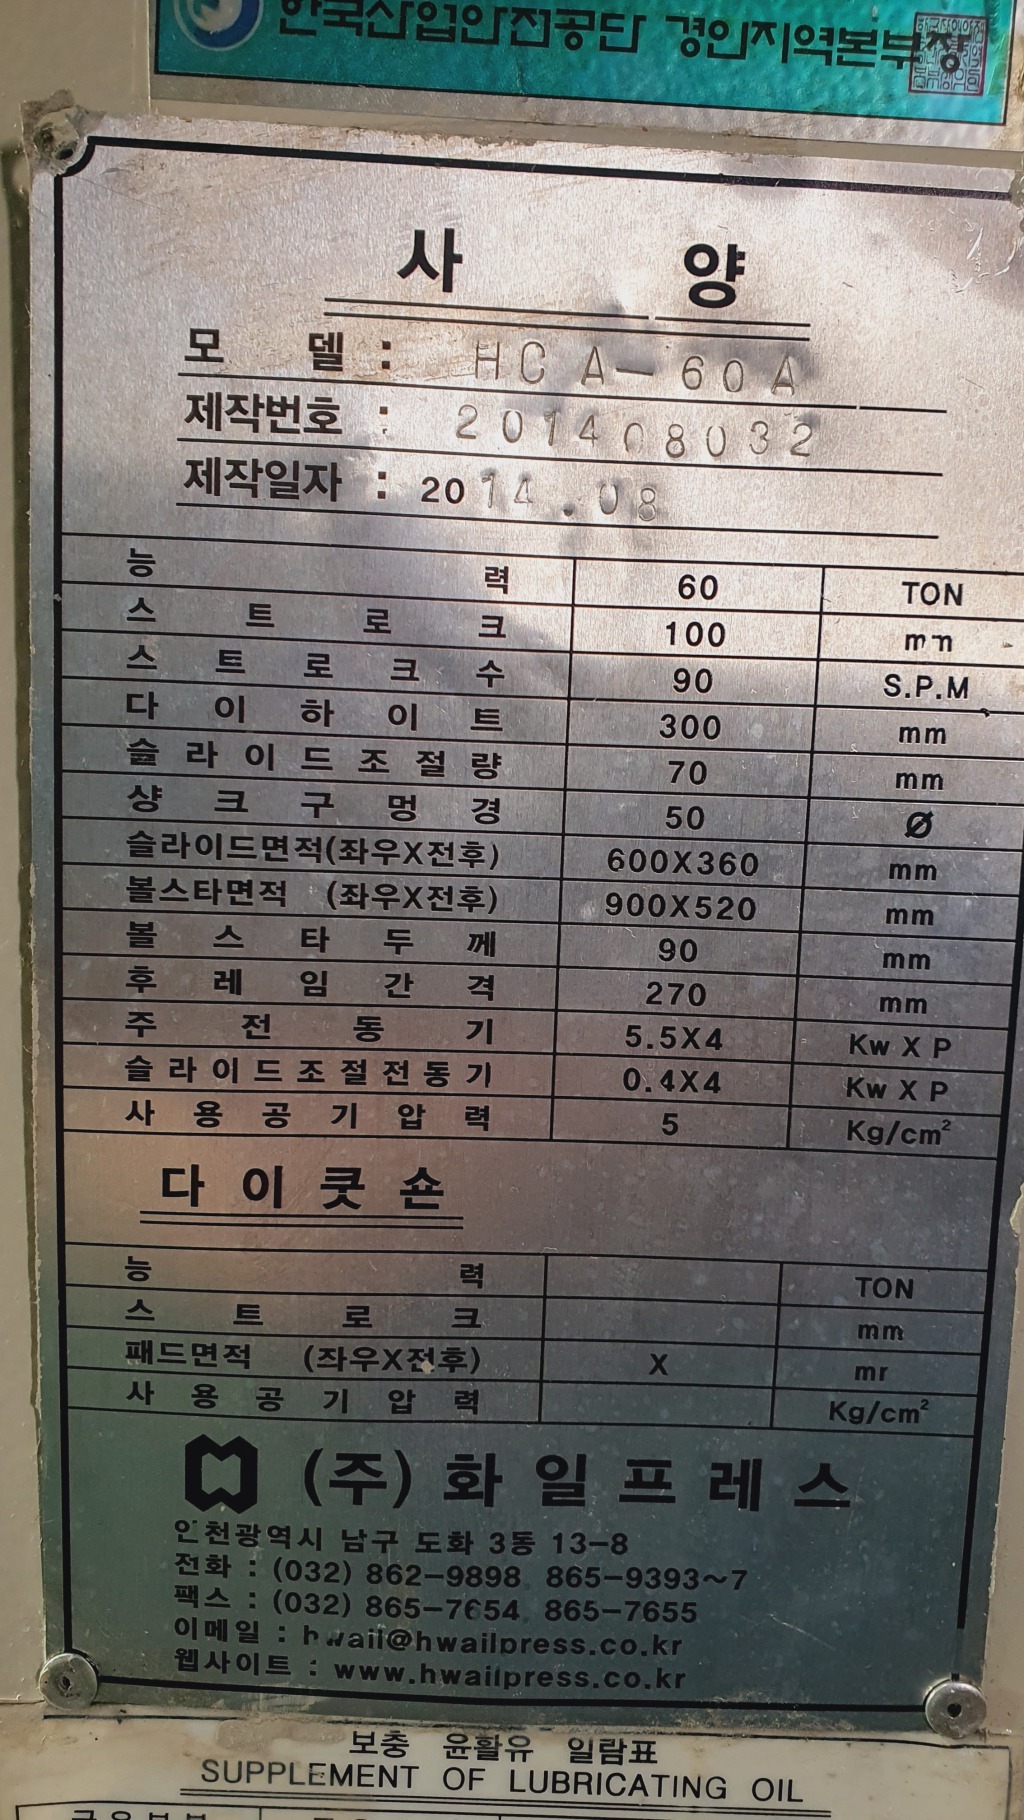 한국산업안전공단 경인지역본부장
사 양
모 델 : HCA-60A
제작번호 : 201408032
제작일자 : 2014.08
능 력 60 TON
스 트 로 크 100 mm
스 트 로 크 수 90 S.P.M
다 이 하 이 트 300 mm
슬 라 이 드 조 절 량 70 mm
샹 크 구 멍 경 50 Ø
슬라이드면적(좌우X전후) 600X360 mm
볼스타면적 (좌우X전후) 900X520 mm
볼 스 타 두 께 90 mm
후 레 임 간 격 270 mm
주 전 동 기 5.5X4 Kw X P
슬 라 이 드 조 절 전 동 기 0.4X4 Kw X P
사 용 공 기 압 력 5 Kg/cm²
다 이 쿳 숀
능 력 TON
스 트 로 크 mm
패드면적 (좌우X전후) X mr
사 용 공 기 압 력 Kg/cm²
(주) 화 일 프 레 스
인천광역시 남구 도화 3동 13-8
전화 : (032) 862-9898 865-9393~7
팩스 : (032) 865-7654 865-7655
이메일 : hwail@hwailpress.co.kr
웹사이트 : www.hwailpress.co.kr
보충 윤활유 일람표
SUPPLEMENT OF LUBRICATING OIL